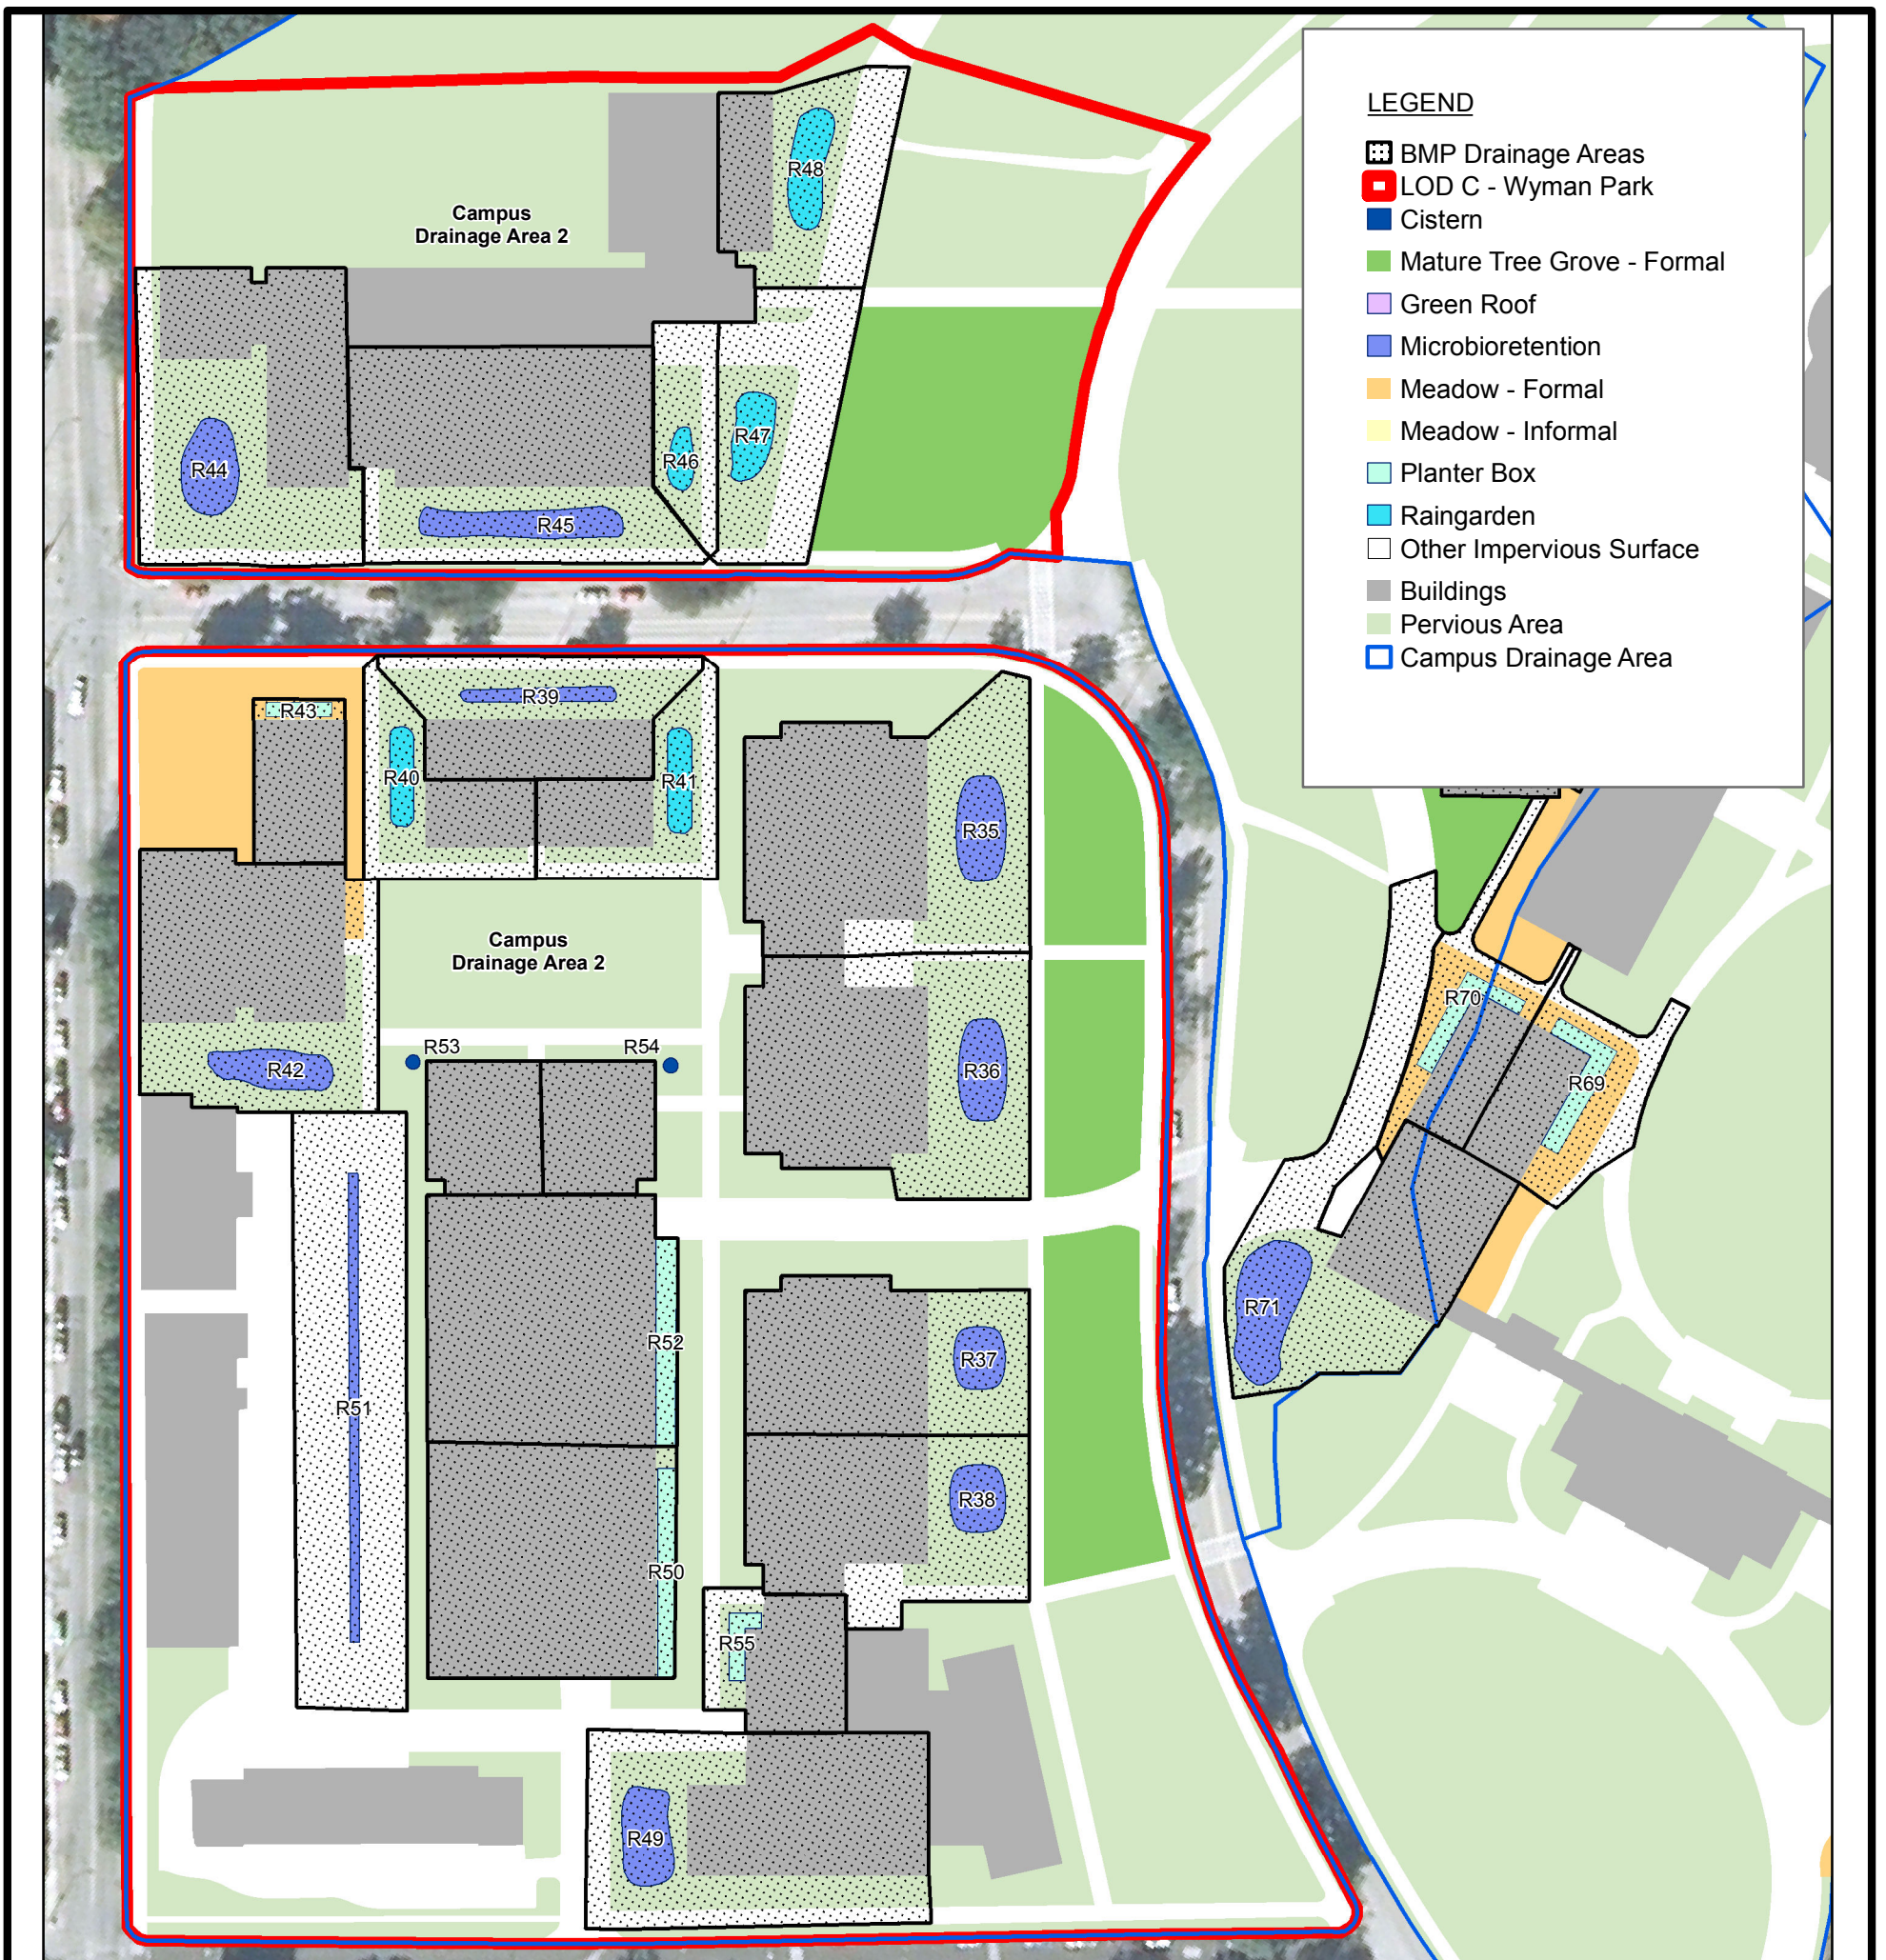 LEGEND
BMP Drainage Areas
LOD C - Wyman Park
Cistern
Mature Tree Grove - Formal
Green Roof
Microbioretention
Meadow - Formal
Meadow - Informal
Planter Box
Raingarden
Other Impervious Surface
Buildings
Pervious Area
Campus Drainage Area
R48
Campus
Drainage Area 2
R44
R45
R46
R47
R39
R43
R40
R41
R35
Campus
Drainage Area 2
R70
R53
R54
R42
R36
R69
R71
R52
R37
R51
R38
R50
R55
R49